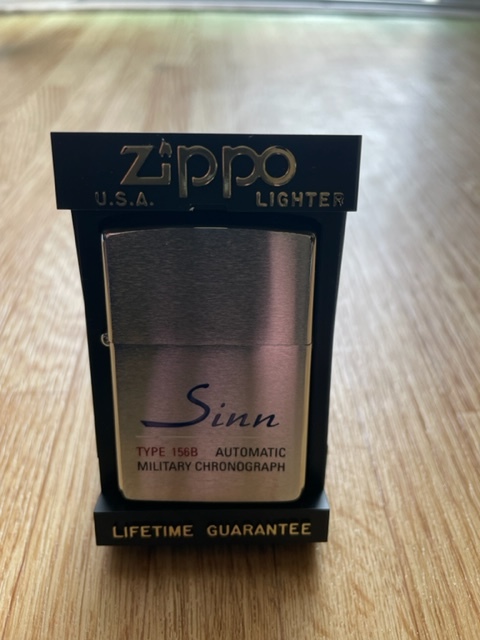 Zippo
U.S.A. LIGHTER
Sinn
TYPE 156B AUTOMATIC
MILITARY CHRONOGRAPH
LIFETIME GUARANTEE